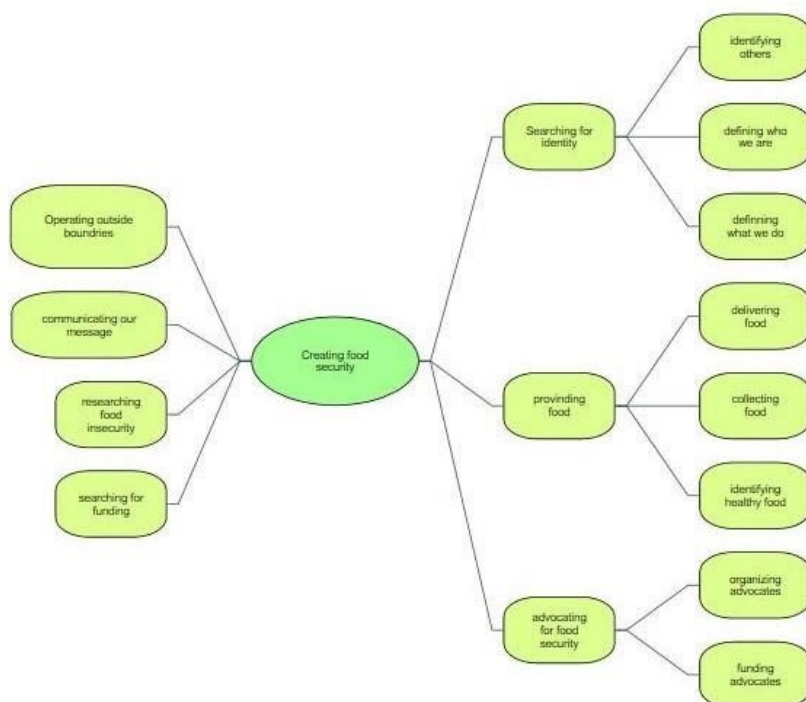 Operating outside
boundries
communicating our
message
researching
food
insecurity
searching for
funding
Creating food
security
Searching for
identity
identifying
others
defining who
we are
definning
what we do
provinding
food
delivering
food
collecting
food
identifying
healthy food
advocating
for food
security
organizing
advocates
funding
advocates